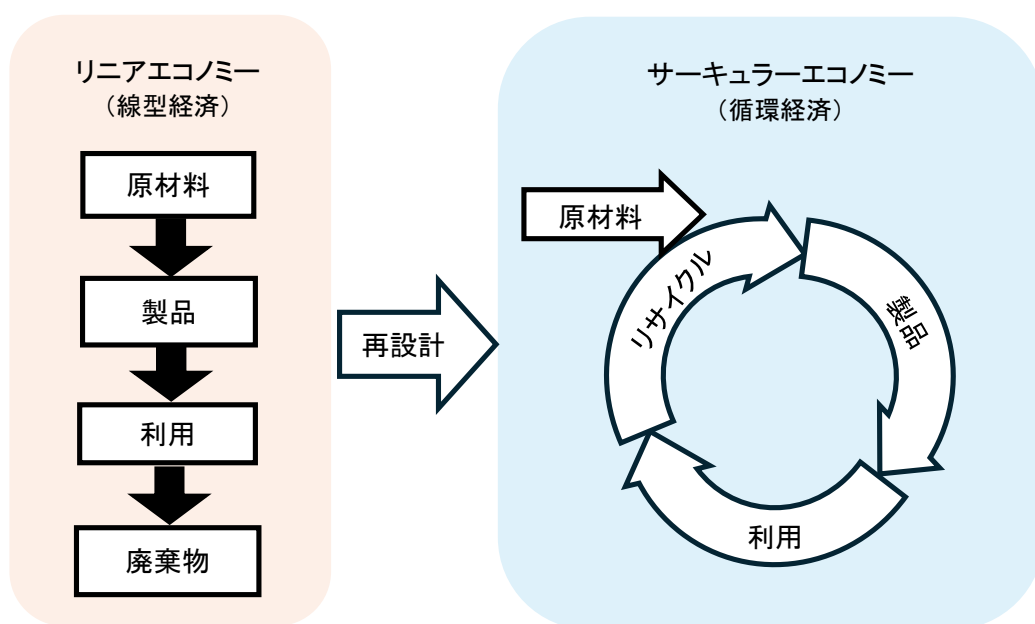 リニアエコノミー
（線型経済）
原材料
製品
利用
廃棄物
再設計
サーキュラーエコノミー
（循環経済）
原材料
リサイクル
製品
利用